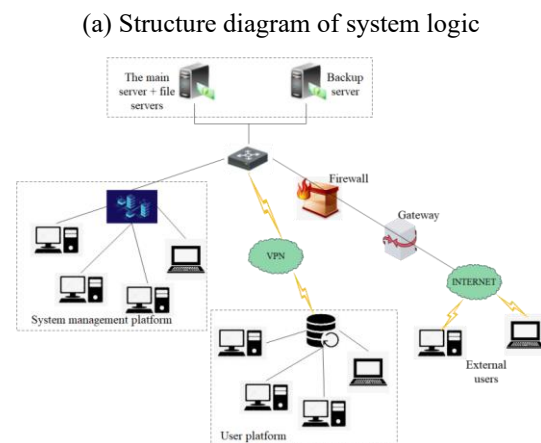 (a) Structure diagram of system logic
The main
server + file
servers
Backup
server
Firewall
Gateway
VPN
INTERNET
System management platform
External
users
User platform